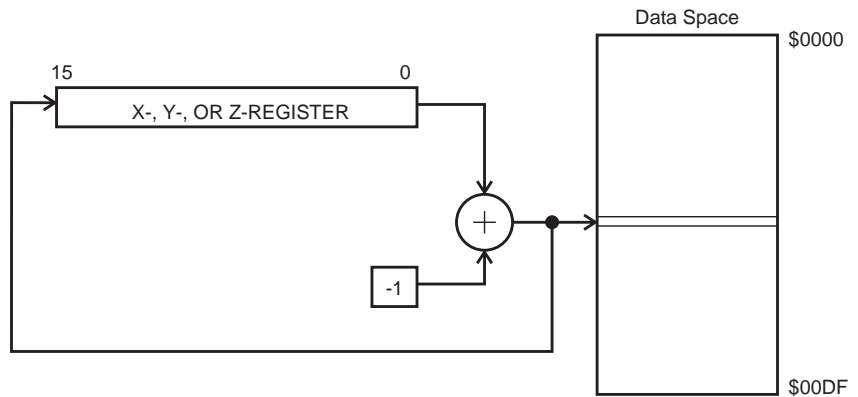 Data Space
$0000
15
0
X-, Y-, OR Z-REGISTER
+
-1
$00DF